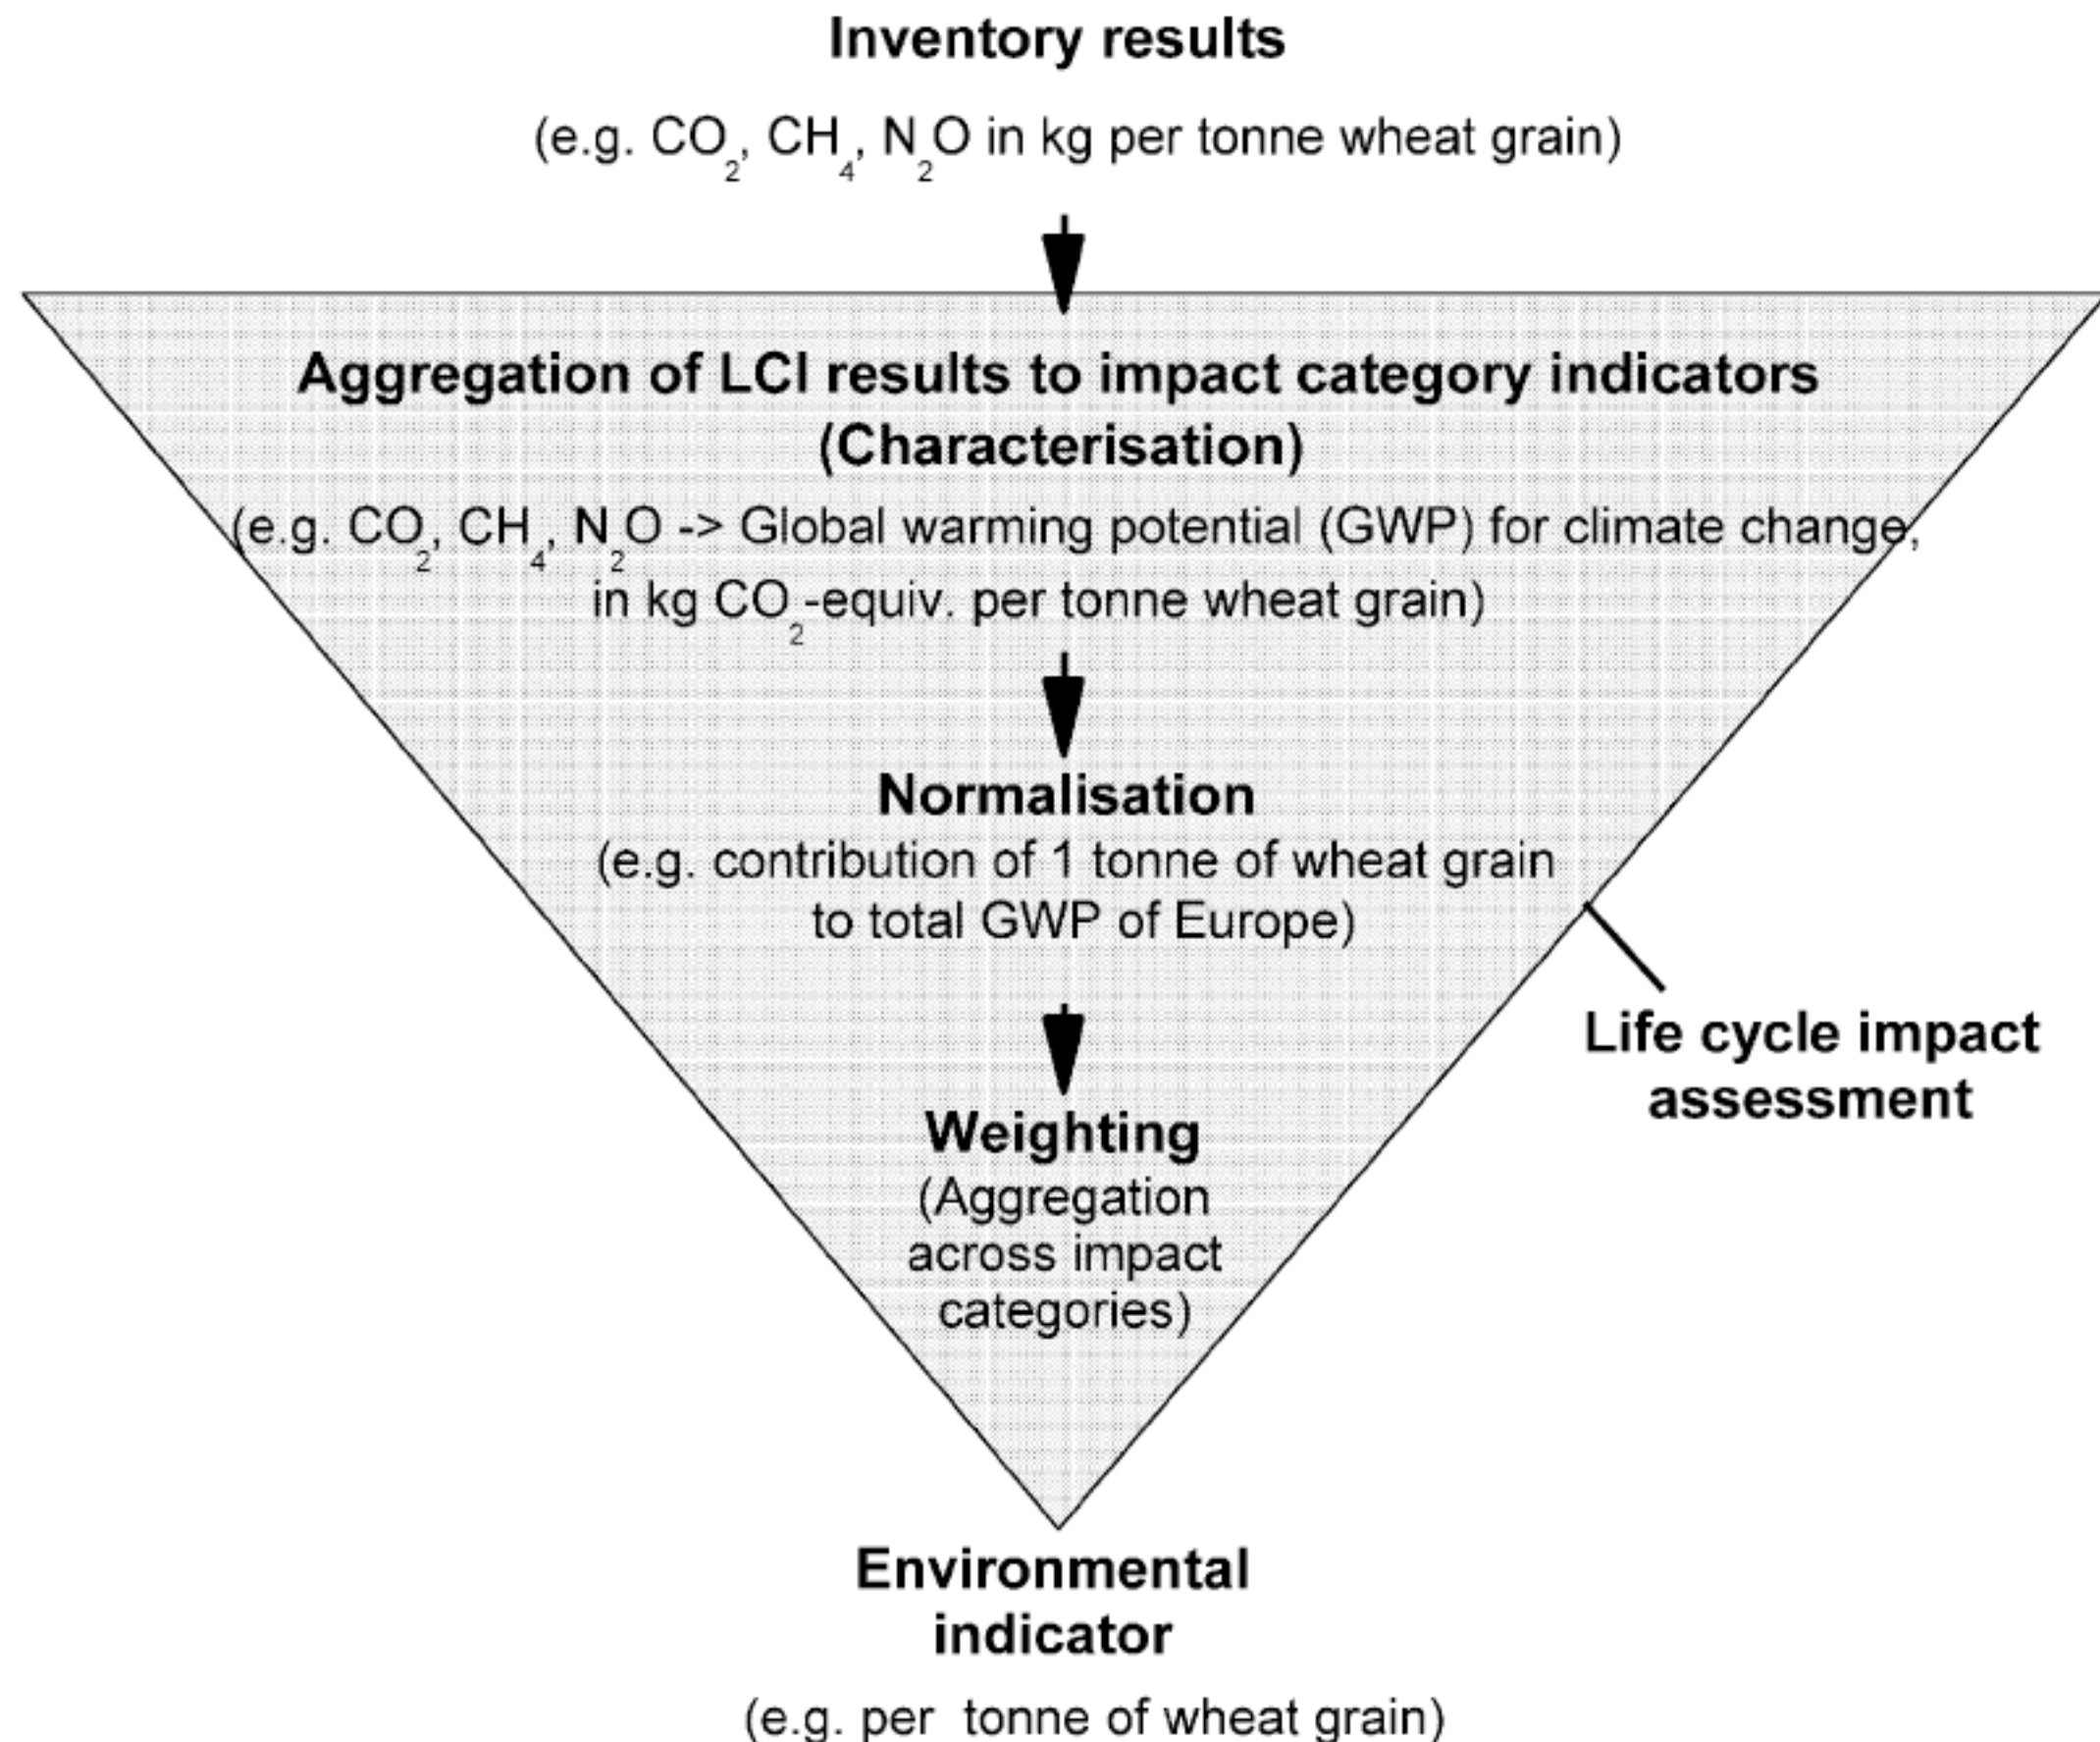 Inventory results
(e.g. CO₂, CH₄, N₂O in kg per tonne wheat grain)
Aggregation of LCI results to impact category indicators
(Characterisation)
(e.g. CO₂, CH₄, N₂O -> Global warming potential (GWP) for climate change,
in kg CO₂-equiv. per tonne wheat grain)
Normalisation
(e.g. contribution of 1 tonne of wheat grain
to total GWP of Europe)
Life cycle impact
assessment
Weighting
(Aggregation
across impact
categories)
Environmental
indicator
(e.g. per tonne of wheat grain)